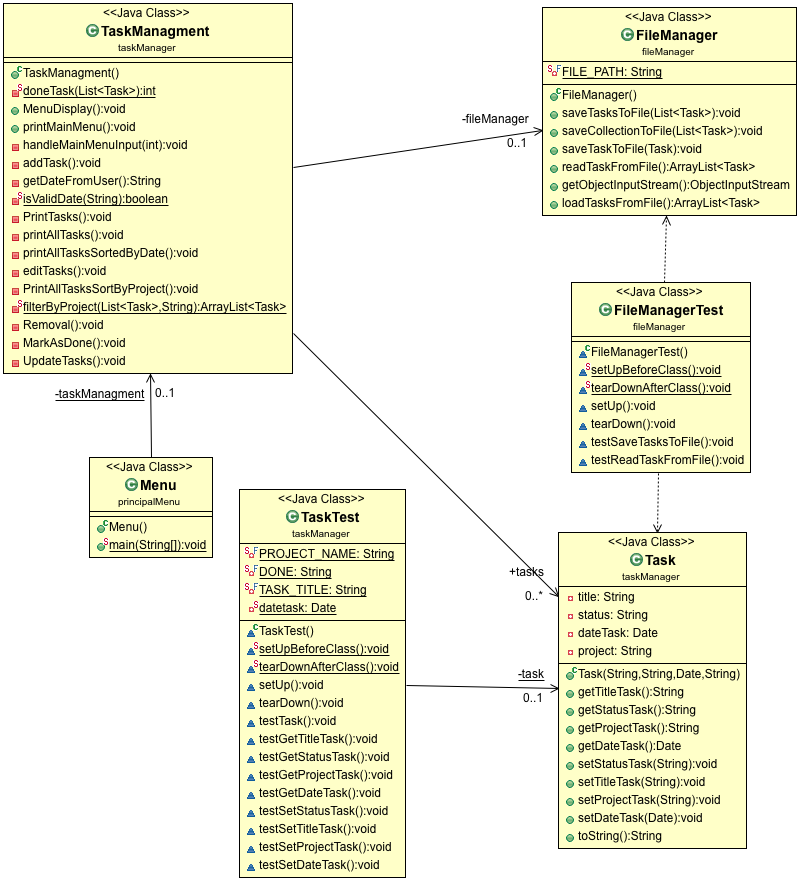 <<Java Class>>
TaskManagment
taskManager
TaskManagment()
doneTask(List<Task>):int
MenuDisplay():void
printMainMenu():void
handleMainMenuInput(int):void
addTask():void
getDateFromUser():String
isValidDate(String):boolean
PrintTasks():void
printAllTasks():void
printAllTasksSortedByDate():void
editTasks():void
PrintAllTasksSortByProject():void
filterByProject(List<Task>,String):ArrayList<Task>
Removal():void
MarkAsDone():void
UpdateTasks():void
-fileManager
0..1
<<Java Class>>
FileManager
fileManager
FILE_PATH: String
FileManager()
saveTasksToFile(List<Task>):void
saveCollectionToFile(List<Task>):void
saveTaskToFile(Task):void
readTaskFromFile():ArrayList<Task>
getObjectInputStream():ObjectInputStream
loadTasksFromFile():ArrayList<Task>
<<Java Class>>
FileManagerTest
fileManager
FileManagerTest()
setUpBeforeClass():void
tearDownAfterClass():void
setUp():void
tearDown():void
testSaveTasksToFile():void
testReadTaskFromFile():void
-taskManagment
0..1
<<Java Class>>
Menu
principalMenu
Menu()
main(String[]):void
<<Java Class>>
TaskTest
taskManager
PROJECT_NAME: String
DONE: String
TASK_TITLE: String
datetask: Date
TaskTest()
setUpBeforeClass():void
tearDownAfterClass():void
setUp():void
tearDown():void
testTask():void
testGetTitleTask():void
testGetStatusTask():void
testGetProjectTask():void
testGetDateTask():void
testSetStatusTask():void
testSetTitleTask():void
testSetProjectTask():void
testSetDateTask():void
+tasks
0..*
-task
0..1
<<Java Class>>
Task
taskManager
title: String
status: String
dateTask: Date
project: String
Task(String,String,Date,String)
getTitleTask():String
getStatusTask():String
getProjectTask():String
getDateTask():Date
setStatusTask(String):void
setTitleTask(String):void
setProjectTask(String):void
setDateTask(Date):void
toString():String